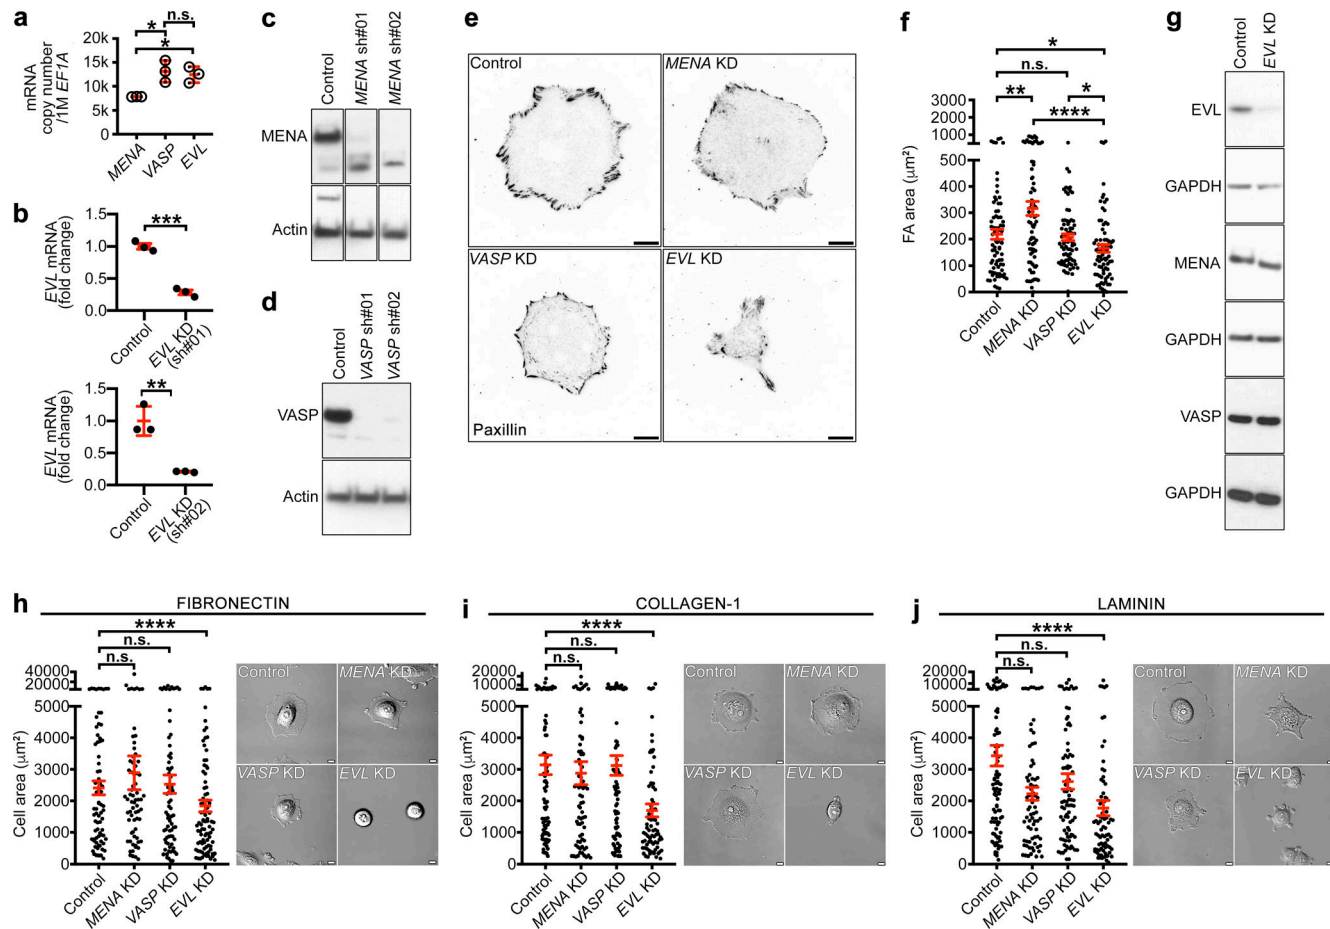 a
n.s.
*
*
20k
15k
10k
5k
0
mRNA
copy number
/1M EF1A
MENA
VASP
EVL
b
1.5
1.0
0.5
0.0
***
EVL mRNA
(fold change)
Control
EVL KD
(sh#01)
1.5
1.0
0.5
0.0
**
EVL mRNA
(fold change)
Control
EVL KD
(sh#02)
c
Control
MENA sh#01
MENA sh#02
MENA
Actin
d
Control
VASP sh#01
VASP sh#02
VASP
Actin
e
Control
MENA KD
VASP KD
EVL KD
Paxillin
f
*
n.s.
** *
****
3000
2000
1000
500
400
300
200
100
0
FA area (µm²)
Control
MENA KD
VASP KD
EVL KD
g
Control
EVL KD
EVL
GAPDH
MENA
GAPDH
VASP
GAPDH
h
FIBRONECTIN
****
n.s.
n.s.
40000
20000
5000
4000
3000
2000
1000
0
Cell area (µm²)
Control
MENA KD
VASP KD
EVL KD
Control
MENA KD
VASP KD
EVL KD
i
COLLAGEN-1
****
n.s.
n.s.
30000
20000
10000
5000
4000
3000
2000
1000
0
Cell area (µm²)
Control
MENA KD
VASP KD
EVL KD
Control
MENA KD
VASP KD
EVL KD
j
LAMININ
****
n.s.
n.s.
30000
20000
10000
5000
4000
3000
2000
1000
0
Cell area (µm²)
Control
MENA KD
VASP KD
EVL KD
Control
MENA KD
VASP KD
EVL KD